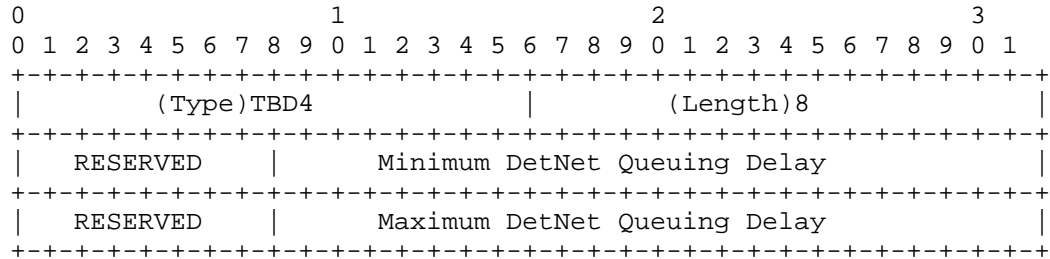 0                   1                   2                   3
0 1 2 3 4 5 6 7 8 9 0 1 2 3 4 5 6 7 8 9 0 1 2 3 4 5 6 7 8 9 0 1
+-+-+-+-+-+-+-+-+-+-+-+-+-+-+-+-+-+-+-+-+-+-+-+-+-+-+-+-+-+-+-+-+
|        (Type)TBD4             |        (Length)8              |
+-+-+-+-+-+-+-+-+-+-+-+-+-+-+-+-+-+-+-+-+-+-+-+-+-+-+-+-+-+-+-+-+
|   RESERVED    |      Minimum DetNet Queuing Delay             |
+-+-+-+-+-+-+-+-+-+-+-+-+-+-+-+-+-+-+-+-+-+-+-+-+-+-+-+-+-+-+-+-+
|   RESERVED    |      Maximum DetNet Queuing Delay             |
+-+-+-+-+-+-+-+-+-+-+-+-+-+-+-+-+-+-+-+-+-+-+-+-+-+-+-+-+-+-+-+-+